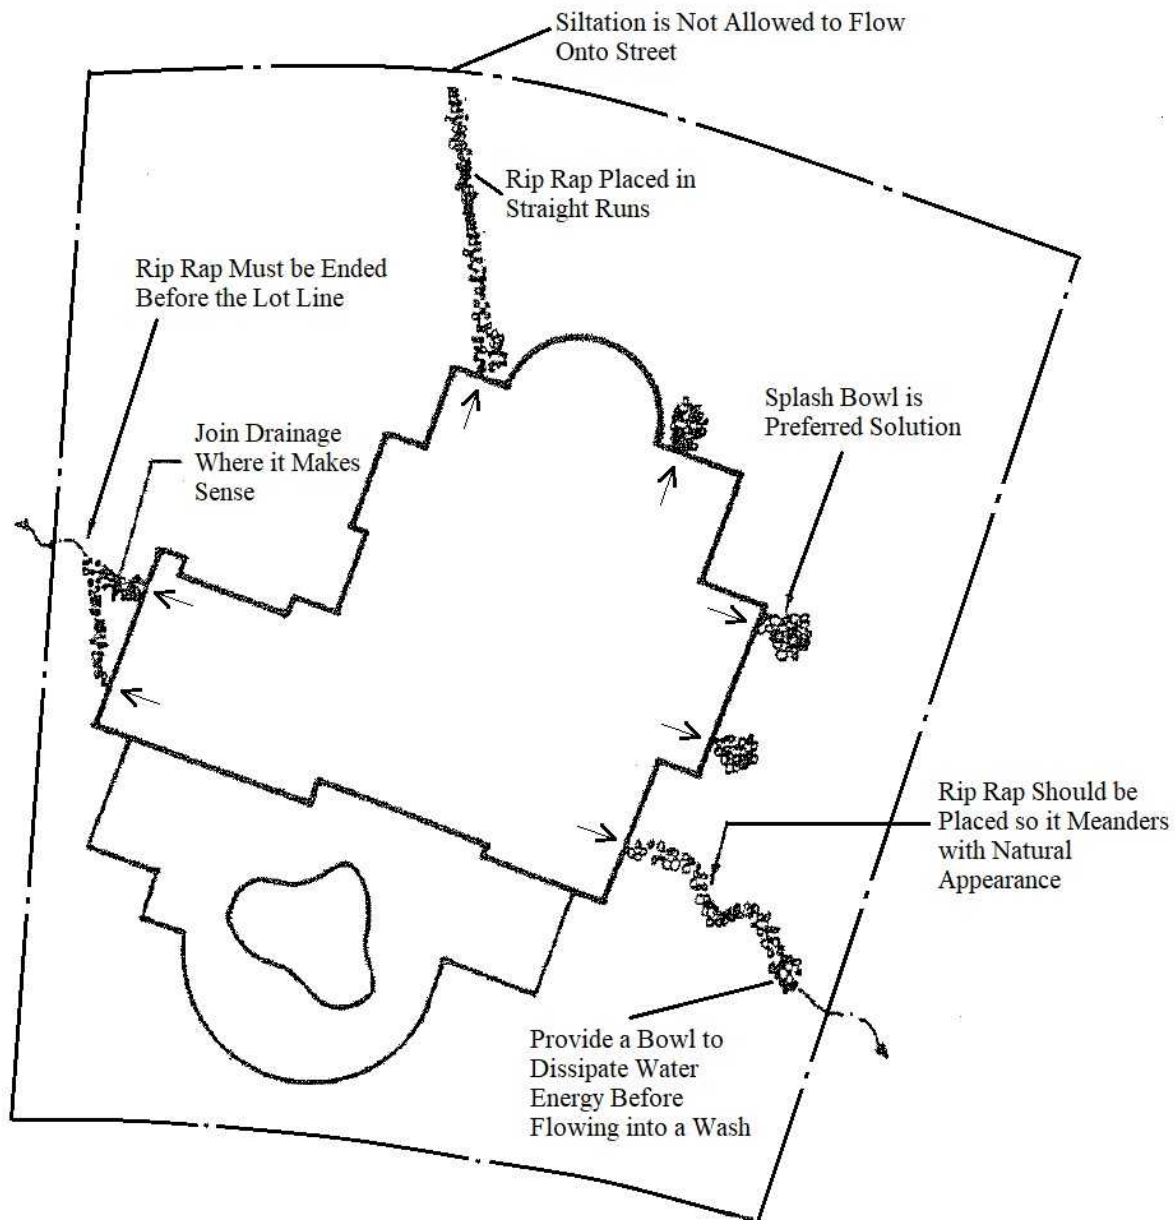 Siltation is Not Allowed to Flow
Onto Street
Rip Rap Placed in
Straight Runs
Rip Rap Must be Ended
Before the Lot Line
Splash Bowl is
Preferred Solution
Join Drainage
Where it Makes
Sense
Rip Rap Should be
Placed so it Meanders
with Natural
Appearance
Provide a Bowl to
Dissipate Water
Energy Before
Flowing into a Wash